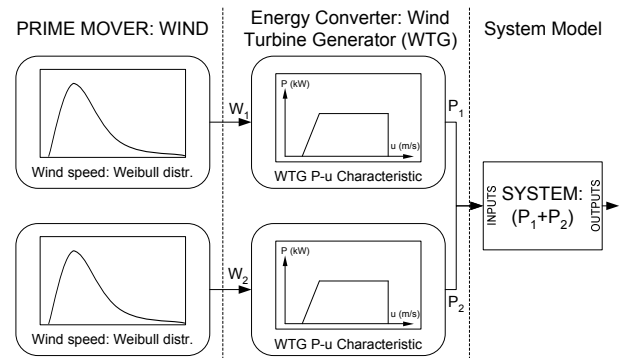 PRIME MOVER: WIND
Energy Converter: Wind
Turbine Generator (WTG)
System Model
Wind speed: Weibull distr.
W1
P (kW)
u (m/s)
WTG P-u Characteristic
P1
INPUTS
SYSTEM:
(P1+P2)
OUTPUTS
Wind speed: Weibull distr.
W2
P (kW)
u (m/s)
WTG P-u Characteristic
P2